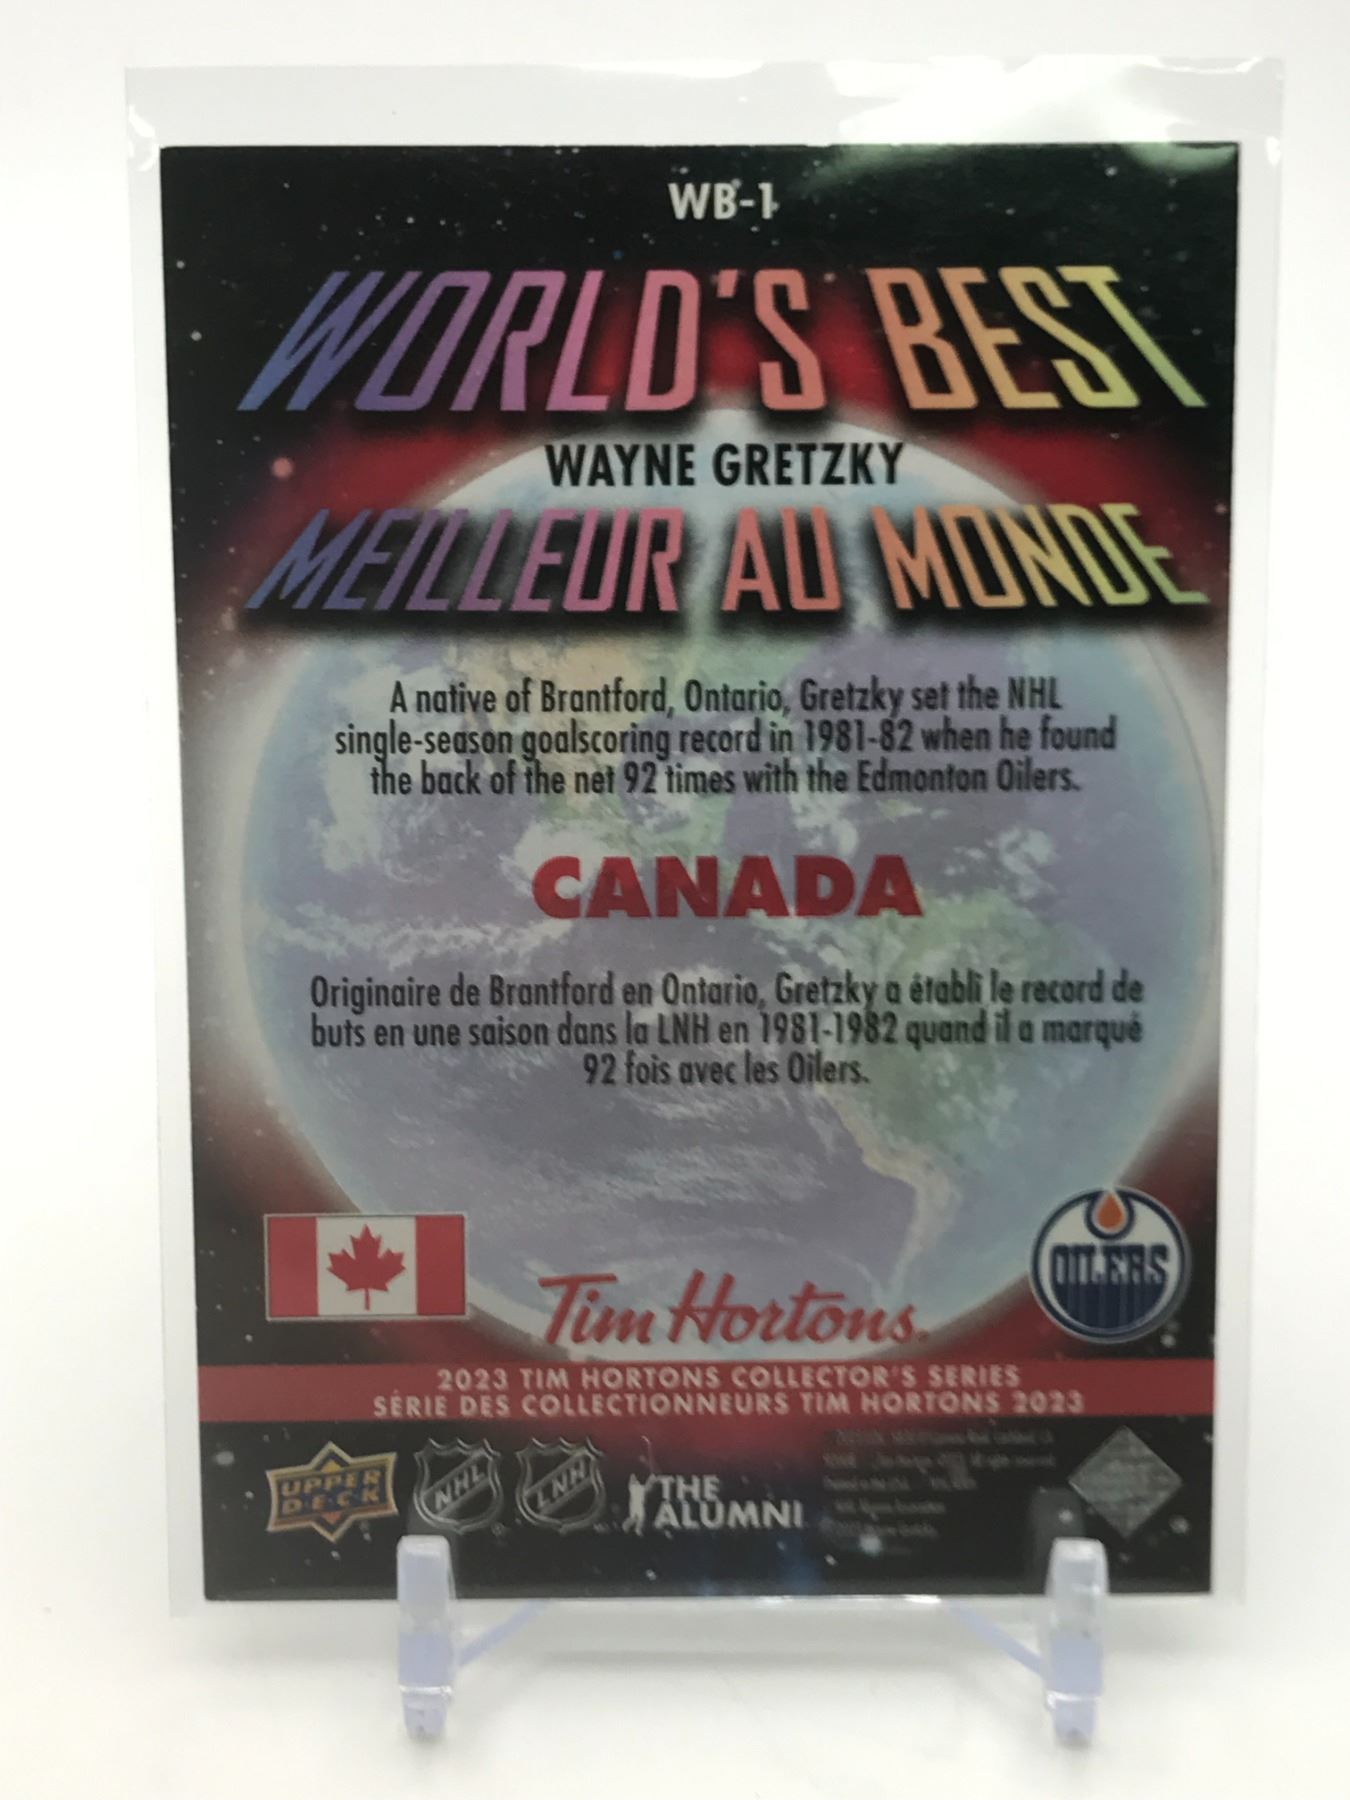 WB-1
WORLD'S BEST
WAYNE GRETZKY
MEILLEUR AU MONDE
A native of Brantford, Ontario, Gretzky set the NHL
single-season goalscoring record in 1981-82 when he found
the back of the net 92 times with the Edmonton Oilers.
CANADA
Originaire de Brantford en Ontario, Gretzky a établi le record de
buts en une saison dans la LNH en 1981-1982 quand il a marqué
92 fois avec les Oilers.
OILERS
Tim Hortons.
2023 TIM HORTONS COLLECTOR'S SERIES
SÉRIE DES COLLECTIONNEURS TIM HORTONS 2023
UPPER
DECK
NHL
LNH
THE
ALUMNI